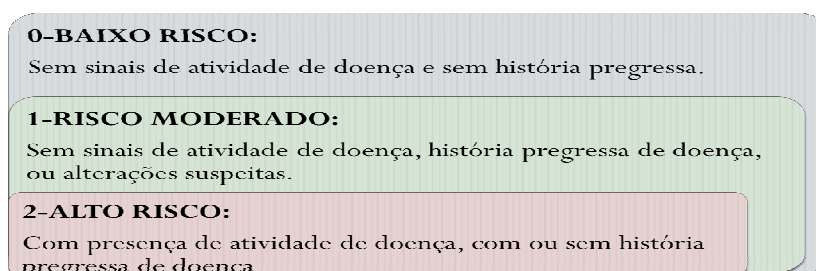 0-BAIXO RISCO:
Sem sinais de atividade de doença e sem história pregressa.
1-RISCO MODERADO:
Sem sinais de atividade de doença, história pregressa de doença,
ou alterações suspeitas.
2-ALTO RISCO:
Com presença de atividade de doença, com ou sem história
pregressa de doença